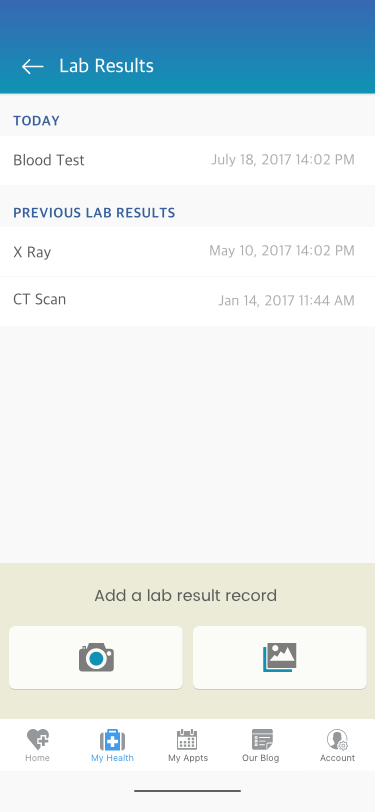 Lab Results
TODAY
Blood Test July 18, 2017 14:02 PM
PREVIOUS LAB RESULTS
X Ray May 10, 2017 14:02 PM
CT Scan Jan 14, 2017 11:44 AM
Add a lab result record
Home My Health My Appts Our Blog Account